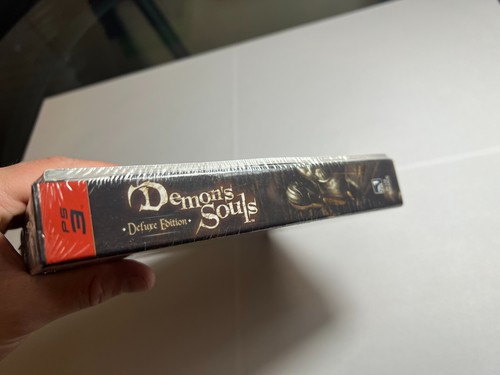 PS3
Demon's
Souls
• Deluxe Edition •